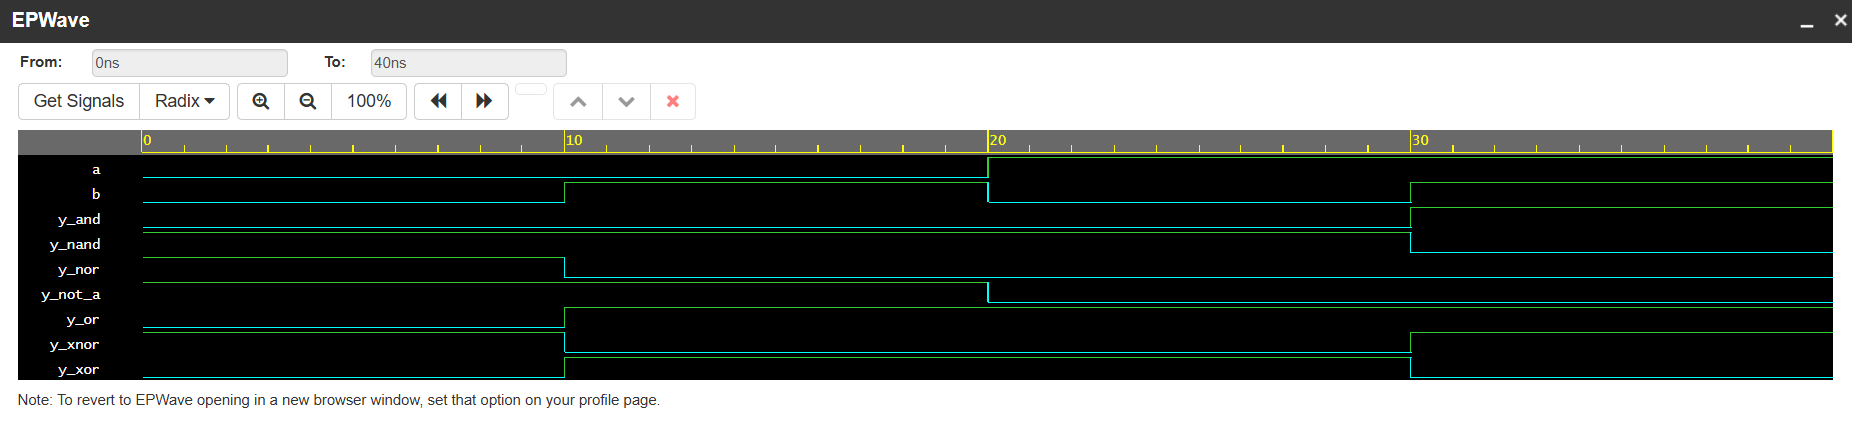 EPWave
From: 0ns To: 40ns
Get Signals Radix 100%
0 10 20 30
a
b
y_and
y_nand
y_nor
y_not_a
y_or
y_xnor
y_xor
Note: To revert to EPWave opening in a new browser window, set that option on your profile page.